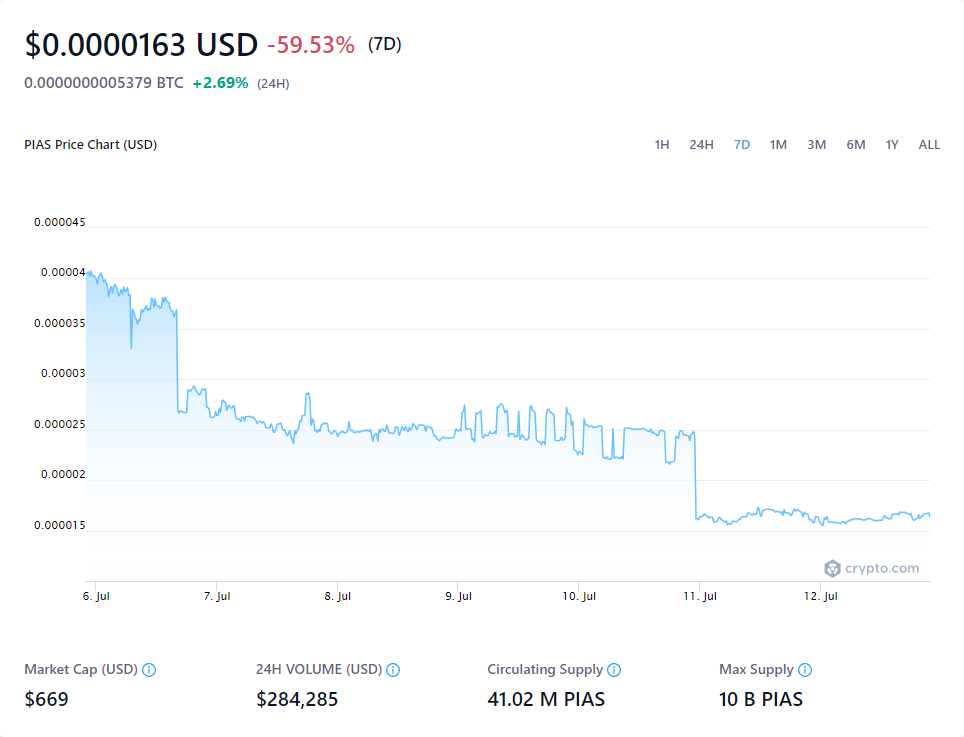 $0.0000163 USD -59.53% (7D)
0.0000000005379 BTC +2.69% (24H)
PIAS Price Chart (USD) 1H 24H 7D 1M 3M 6M 1Y ALL
0.000045
0.00004
0.000035
0.00003
0.000025
0.00002
0.000015
crypto.com
6. Jul 7. Jul 8. Jul 9. Jul 10. Jul 11. Jul 12. Jul
Market Cap (USD) 24H VOLUME (USD) Circulating Supply Max Supply
$669 $284,285 41.02 M PIAS 10 B PIAS